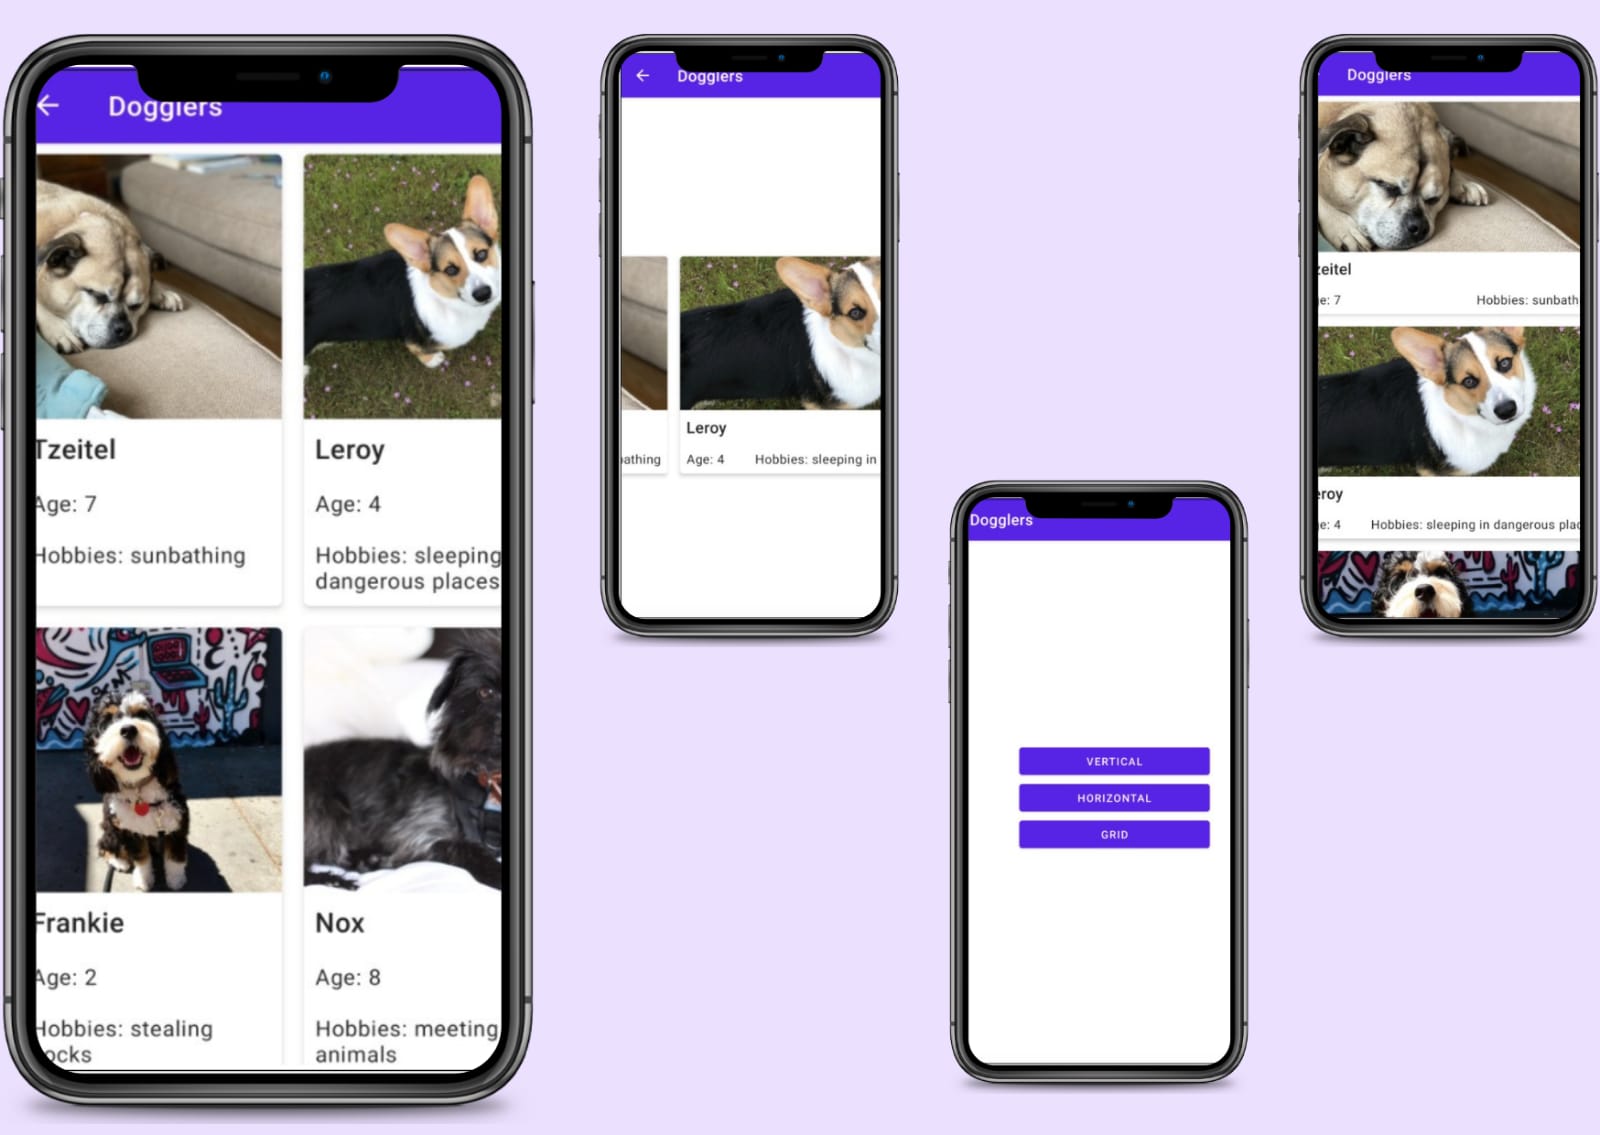 Dogglers
Tzeitel
Age: 7
Hobbies: sunbathing
Leroy
Age: 4
Hobbies: sleeping
dangerous places
Frankie
Age: 2
Hobbies: stealing
ocks
Nox
Age: 8
Hobbies: meeting
animals
Dogglers
athing
Leroy
Age: 4 Hobbies: sleeping in
Dogglers
VERTICAL
HORIZONTAL
GRID
Dogglers
zeitel
e: 7 Hobbies: sunbath
eroy
e: 4 Hobbies: sleeping in dangerous plac